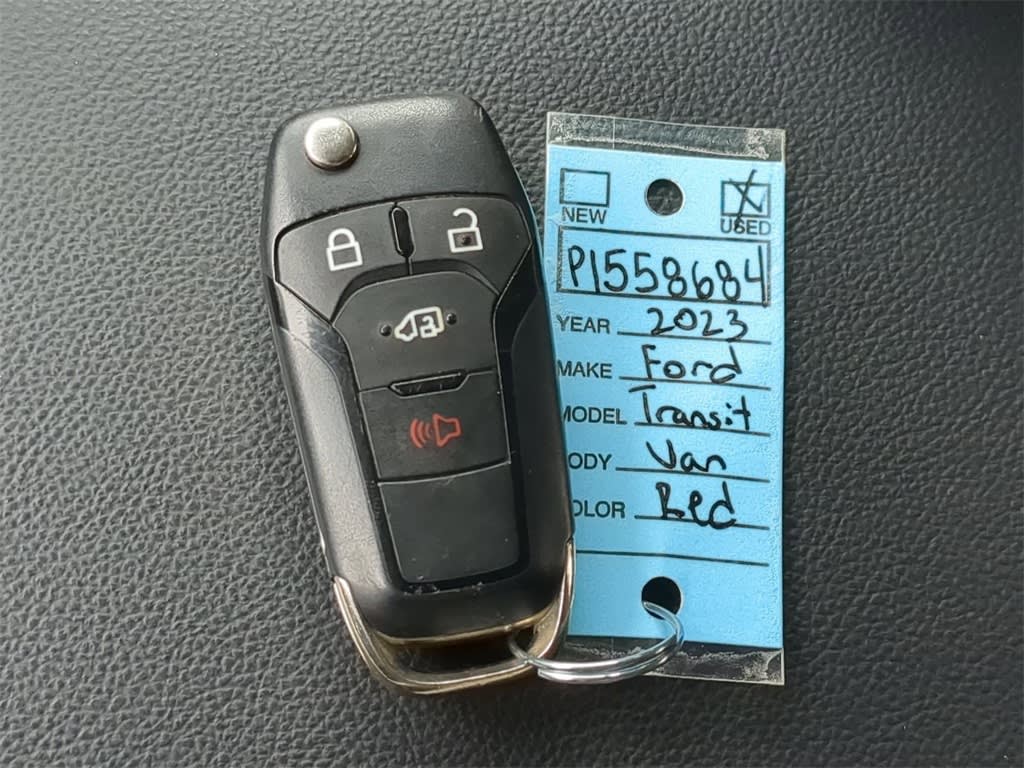 NEW USED
P1558684
YEAR 2023
MAKE Ford
MODEL Transit
ODY Van
OLOR Red